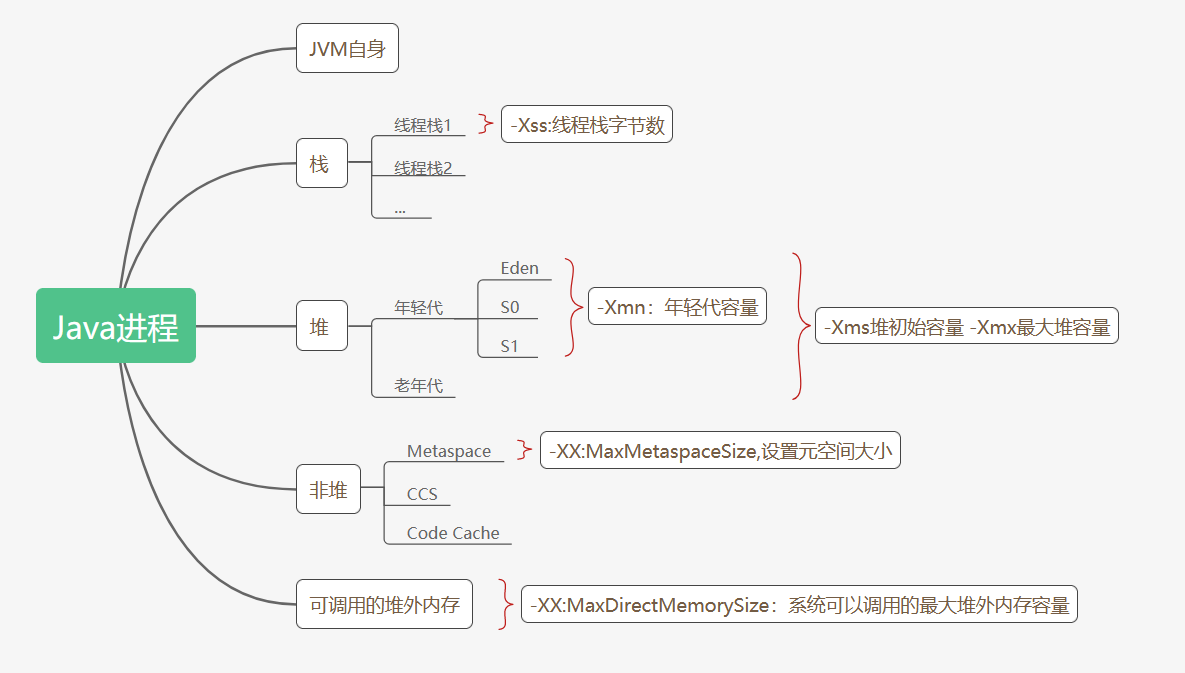 JVM自身
线程栈1
-Xss:线程栈字节数
栈
线程栈2
...
Eden
年轻代
S0
-Xmn：年轻代容量
Java进程
堆
-Xms堆初始容量 -Xmx最大堆容量
S1
老年代
Metaspace
-XX:MaxMetaspaceSize,设置元空间大小
非堆
CCS
Code Cache
可调用的堆外内存
-XX:MaxDirectMemorySize：系统可以调用的最大堆外内存容量